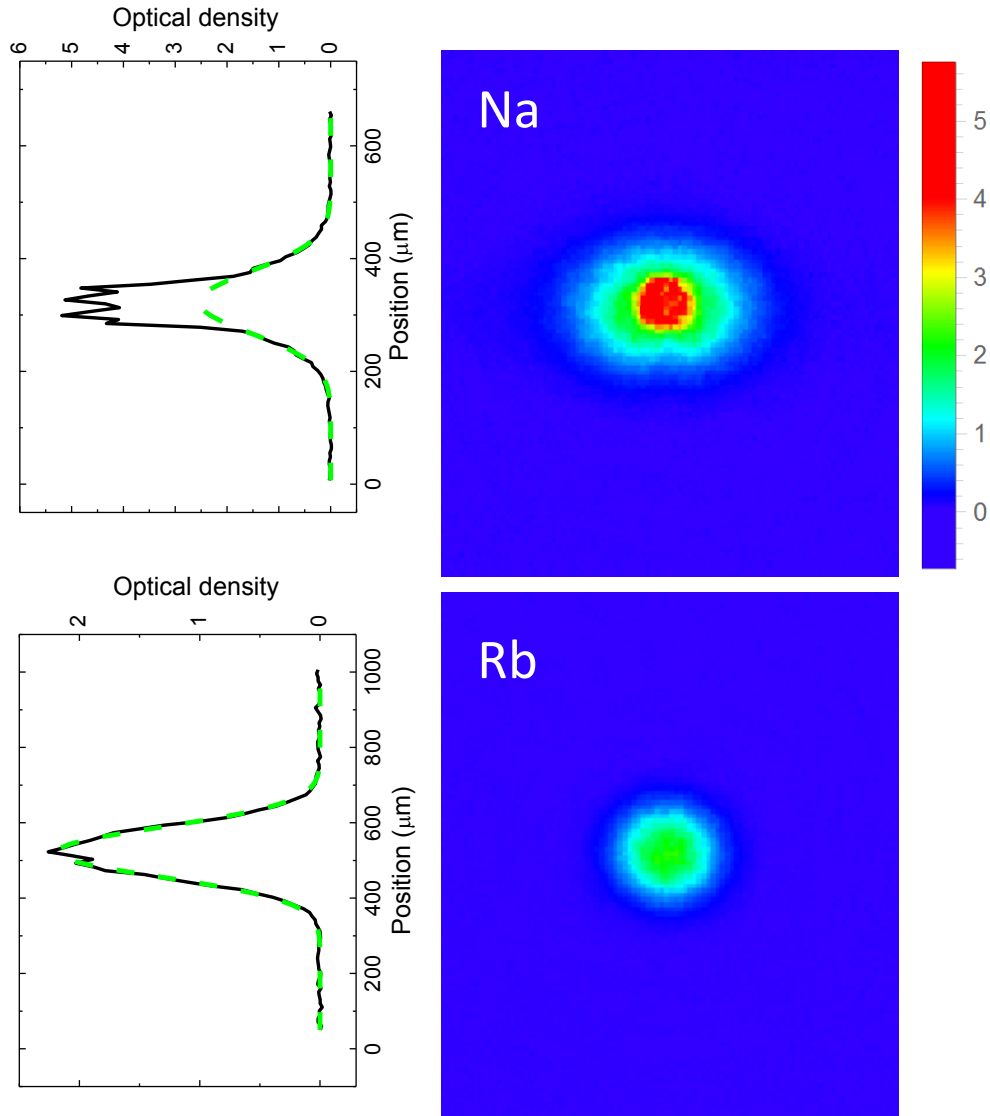 Optical density
6 5 4 3 2 1 0
0 200 400 600
Position (μm)
Na
5
4
3
2
1
0
Optical density
2 1 0
0 200 400 600 800 1000
Position (μm)
Rb